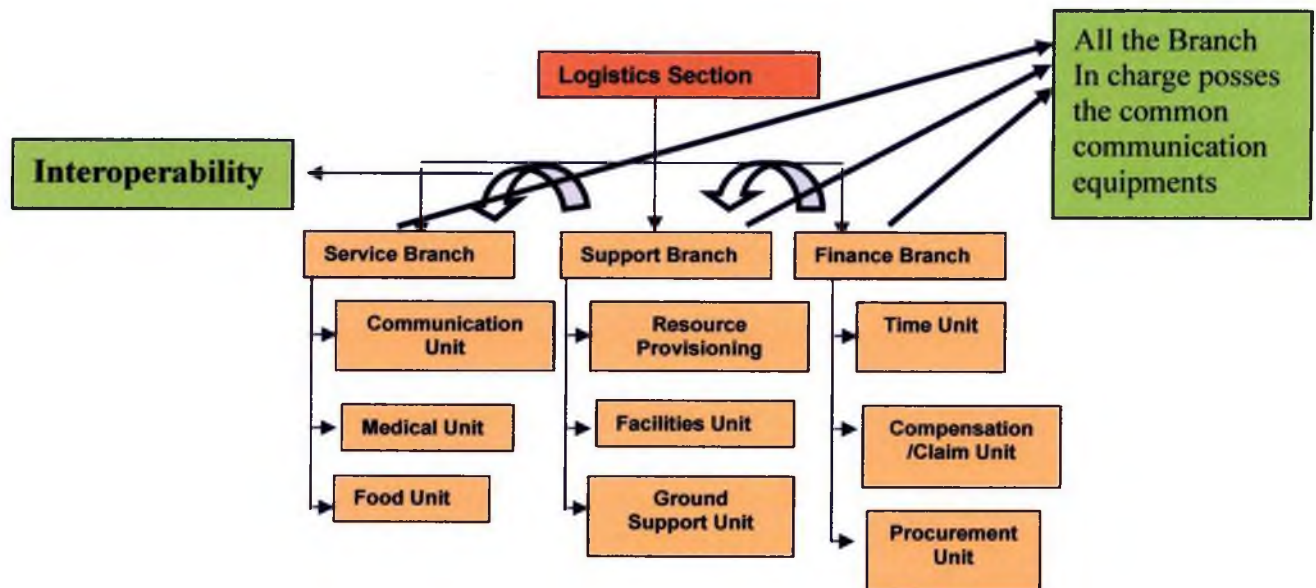 Logistics Section
All the Branch
In charge posses
the common
communication
equipments
Interoperability
Service Branch
Support Branch
Finance Branch
Communication
Unit
Resource
Provisioning
Time Unit
Medical Unit
Facilities Unit
Compensation
/Claim Unit
Food Unit
Ground
Support Unit
Procurement
Unit